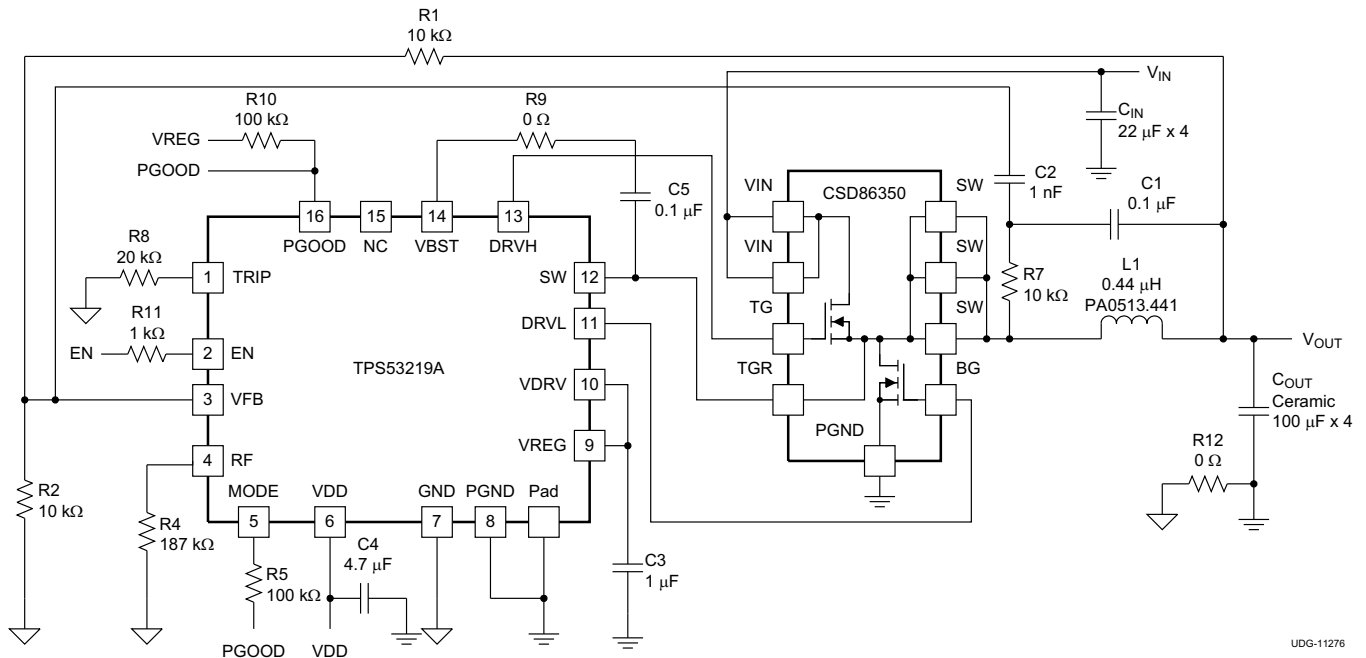 R1
10 kΩ
VIN
CIN
22 μF x 4
R10
100 kΩ
VREG
PGOOD
R9
0 Ω
C5
0.1 μF
C2
1 nF
C1
0.1 μF
VIN
VIN
TG
TGR
CSD86350
SW
SW
SW
BG
PGND
R7
10 kΩ
L1
0.44 μH
PA0513.441
VOUT
COUT
Ceramic
100 μF x 4
R12
0 Ω
16
15
14
13
PGOOD
NC
VBST
DRVH
R8
20 kΩ
1
TRIP
SW
12
R11
1 kΩ
DRVL
11
EN
2
EN
TPS53219A
3
VFB
VDRV
10
VREG
9
4
RF
MODE
VDD
GND
PGND
Pad
5
6
7
8
R2
10 kΩ
R4
187 kΩ
R5
100 kΩ
C4
4.7 μF
C3
1 μF
PGOOD
VDD
UDG-11276